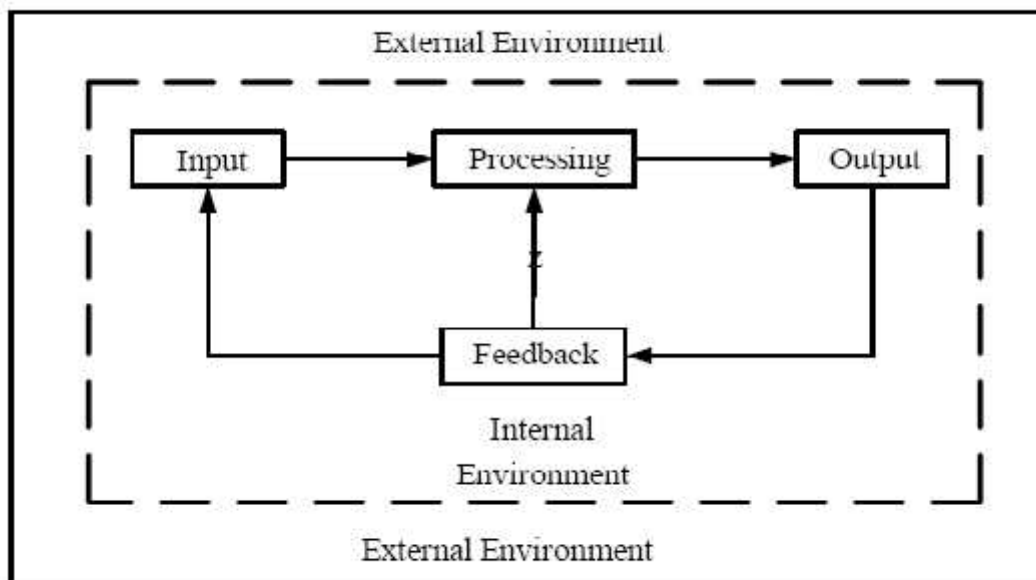 External Environment
Input
Processing
Output
z
Feedback
Internal
Environment
External Environment